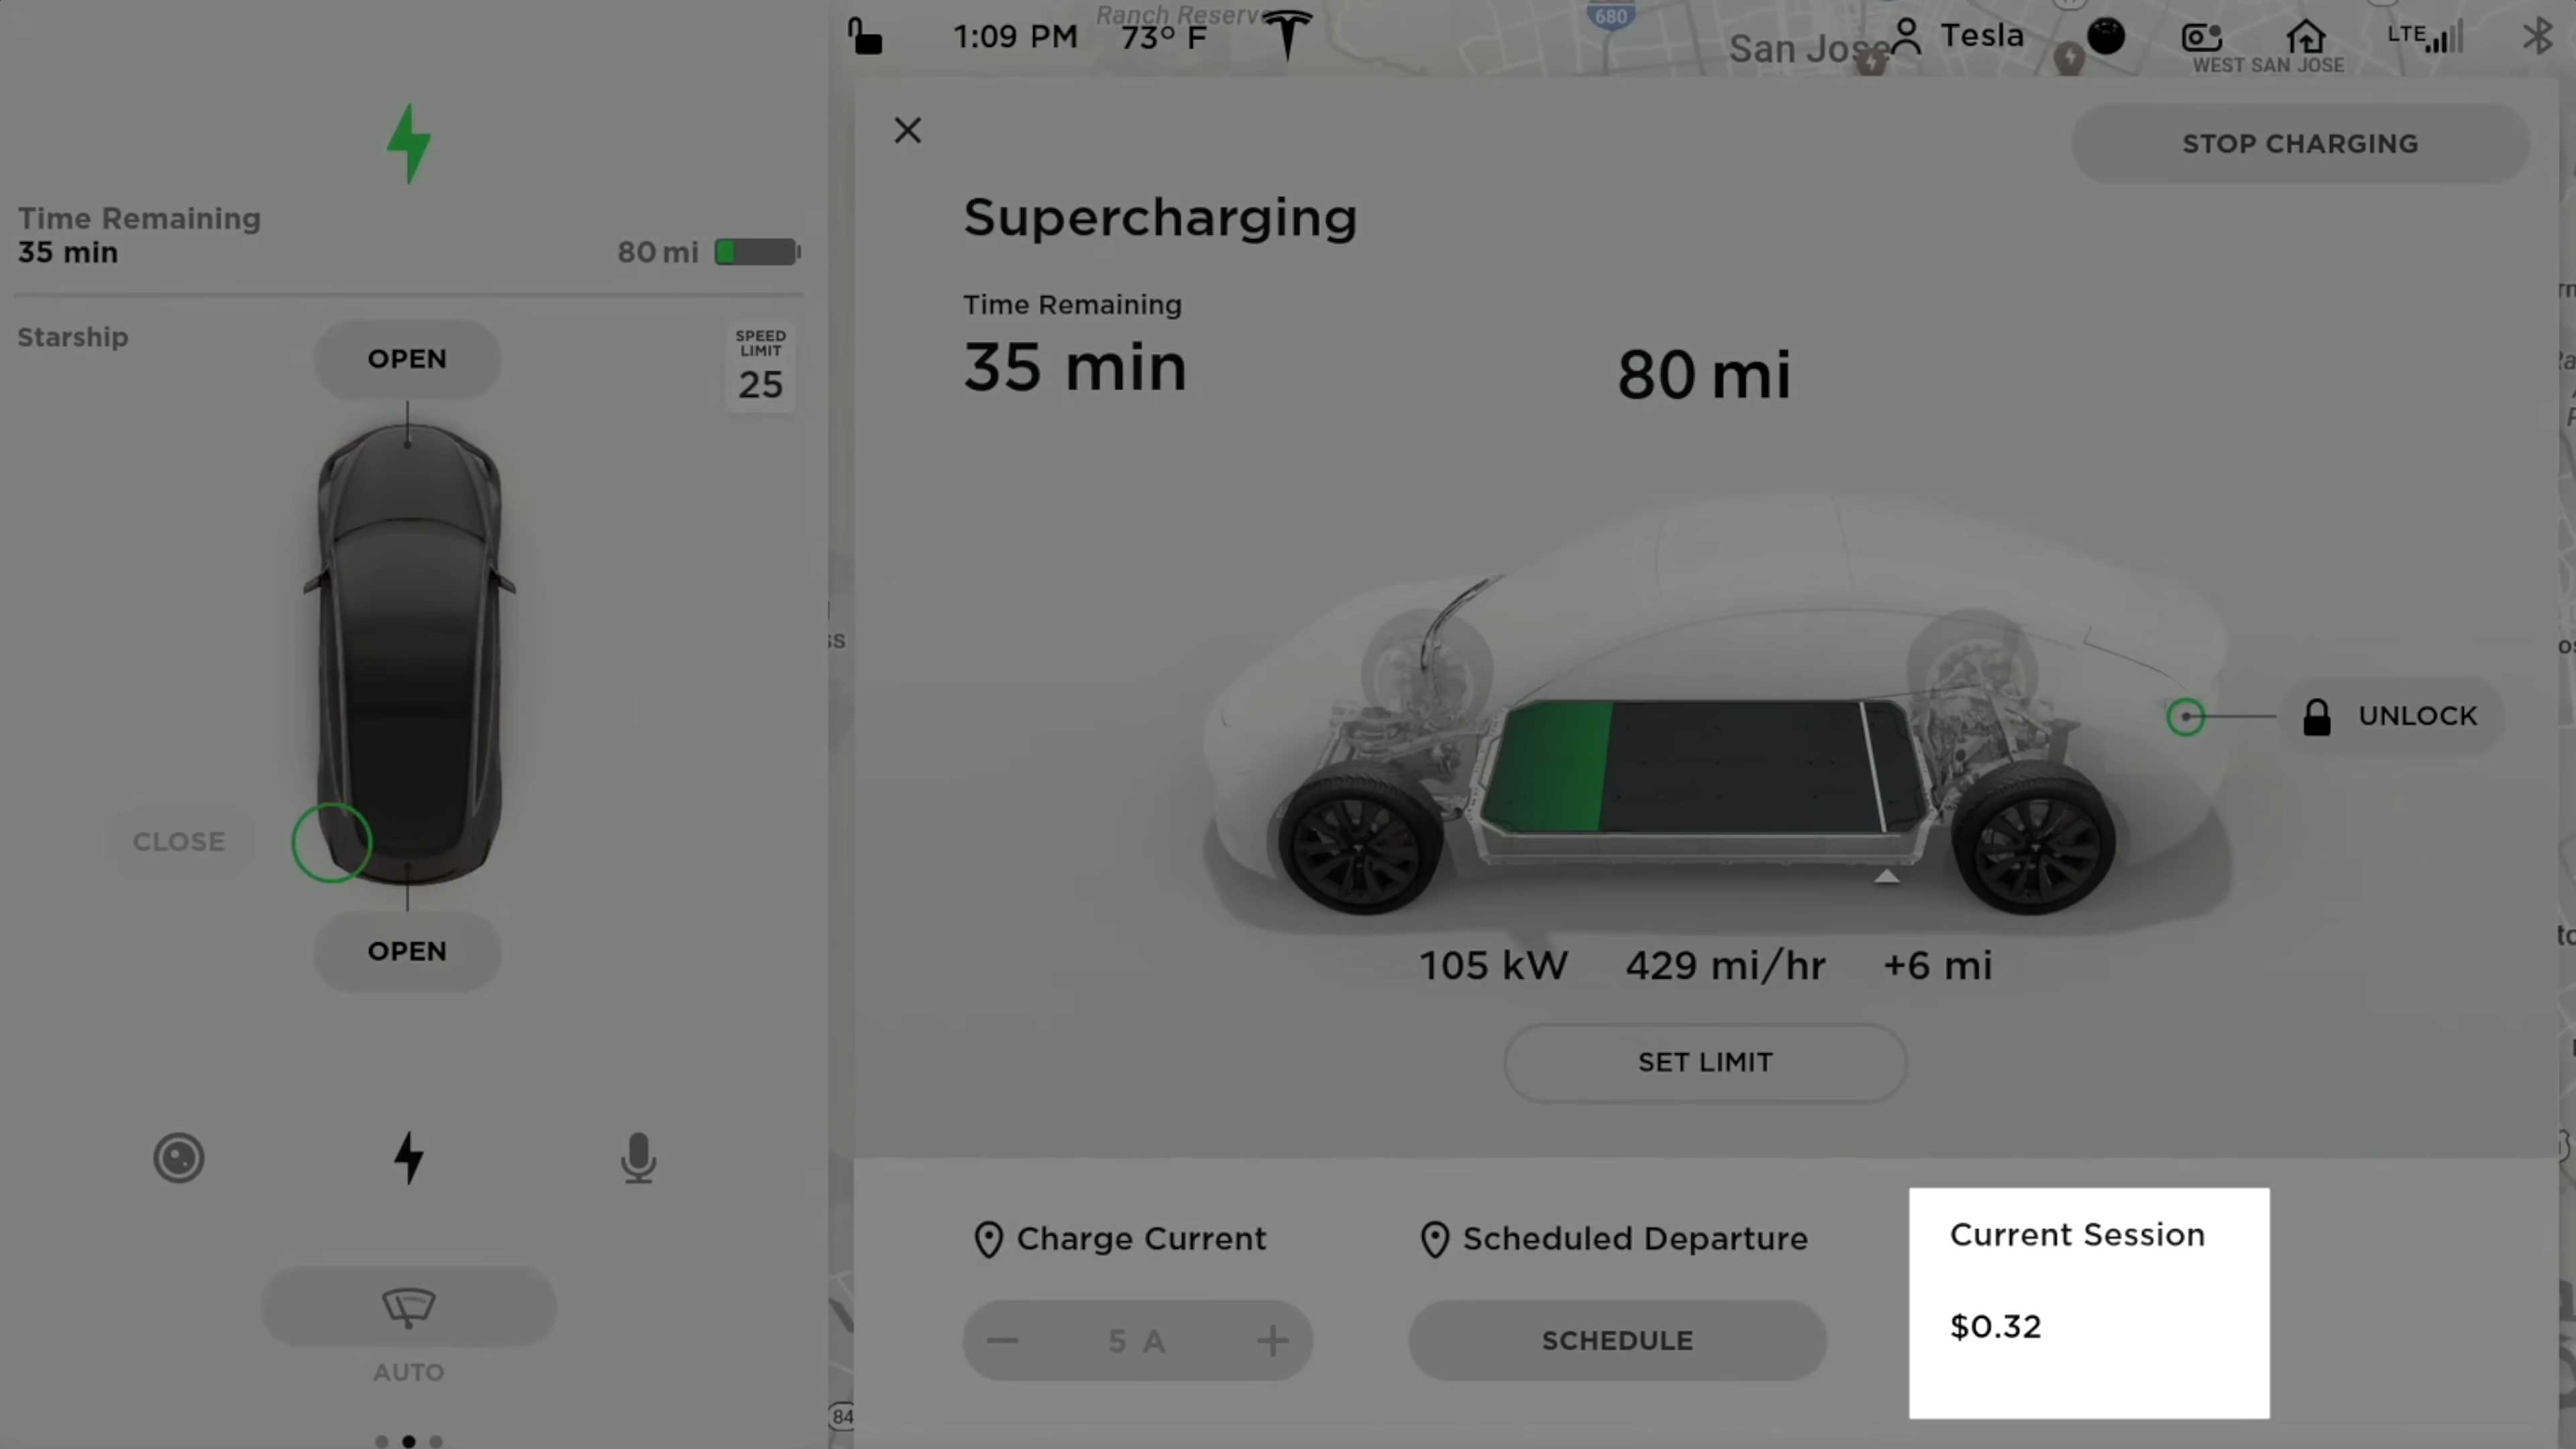 Time Remaining
35 min
80 mi
Starship
OPEN
SPEED
LIMIT
25
CLOSE
OPEN
AUTO
Ranch Reserve
1:09 PM
73° F
680
San Jose
Tesla
LTE
WEST SAN JOSE
STOP CHARGING
Supercharging
Time Remaining
35 min
80 mi
UNLOCK
105 kW
429 mi/hr
+6 mi
SET LIMIT
Charge Current
5 A
Scheduled Departure
SCHEDULE
Current Session
$0.32
84